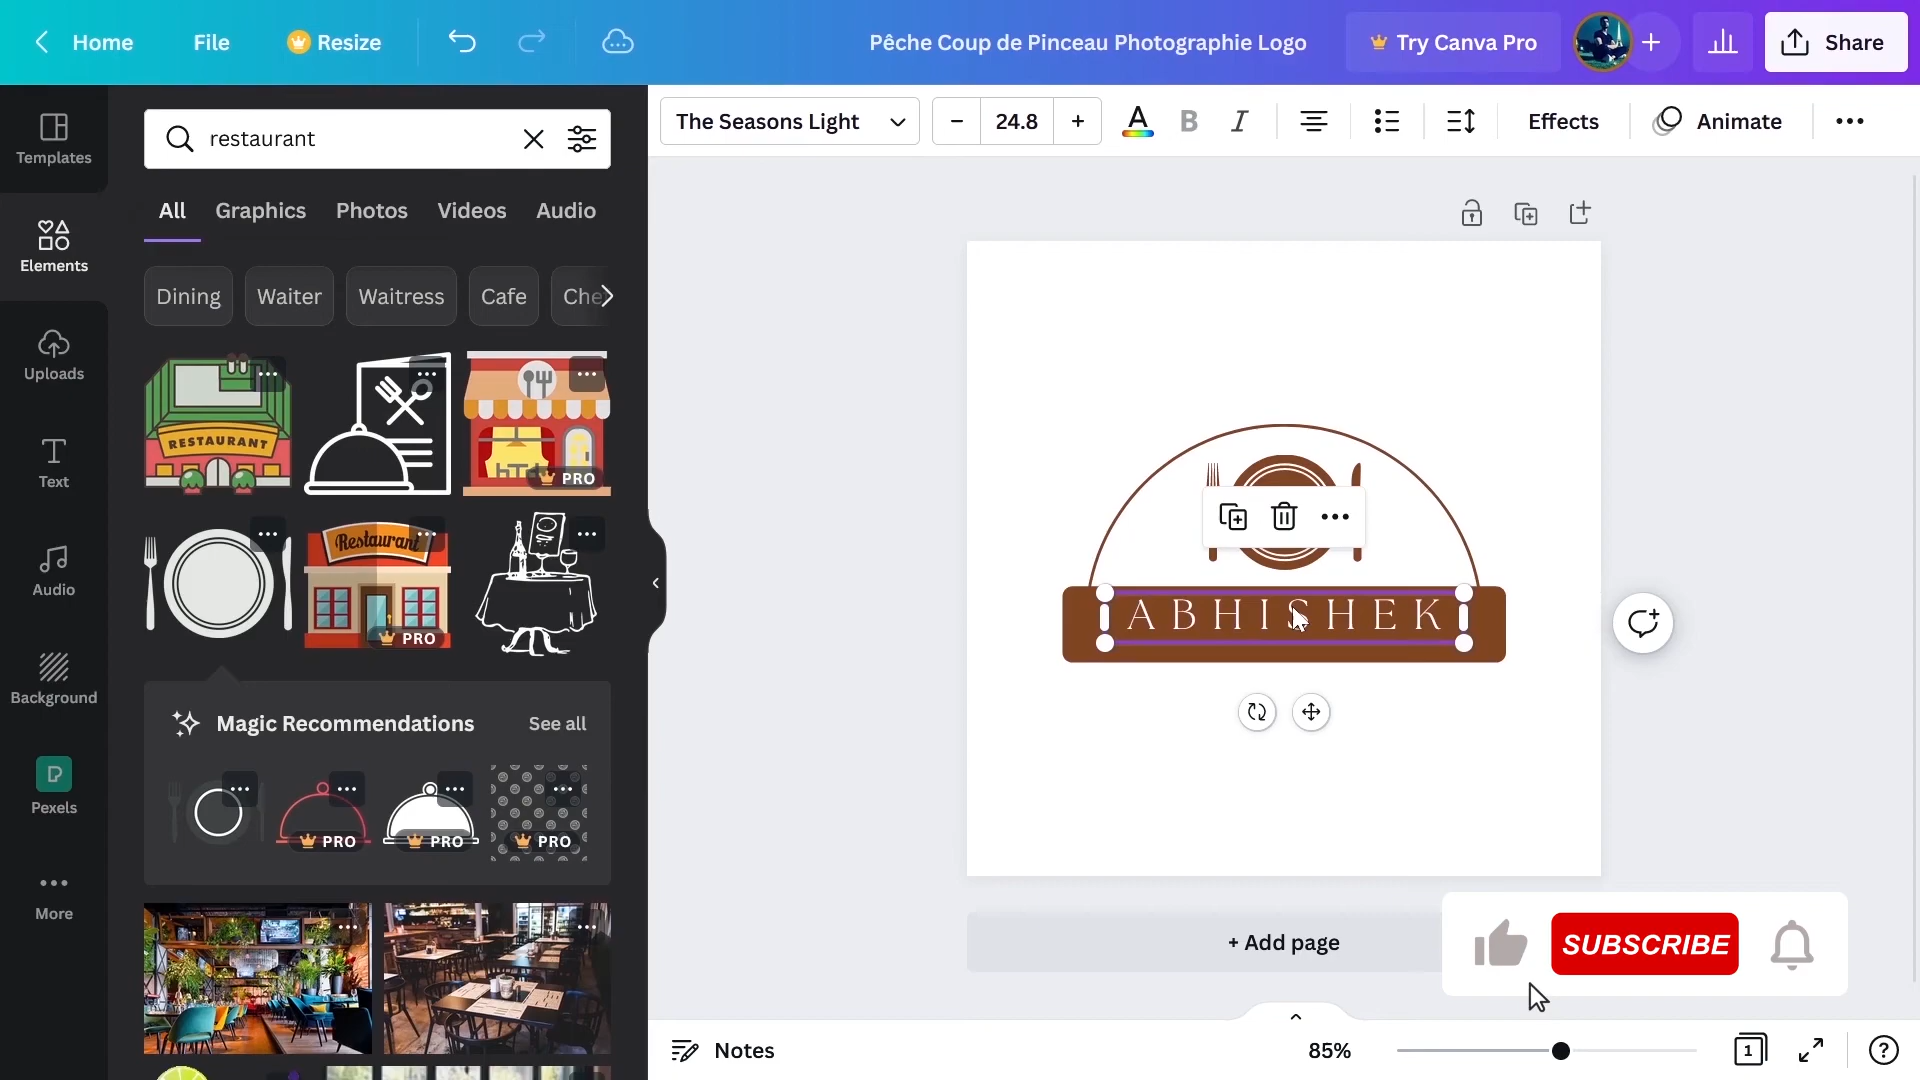 Home File Resize Pêche Coup de Pinceau Photographie Logo Try Canva Pro Share
Templates
Elements
Uploads
Text
Audio
Background
Pexels
More
restaurant
All Graphics Photos Videos Audio
Dining Waiter Waitress Cafe Che
RESTAURANT
PRO
Restaurant
PRO
Magic Recommendations See all
PRO PRO PRO
The Seasons Light – 24.8 + A B I Effects Animate
ABHISHEK
+ Add page
SUBSCRIBE
Notes 85% 1 ?